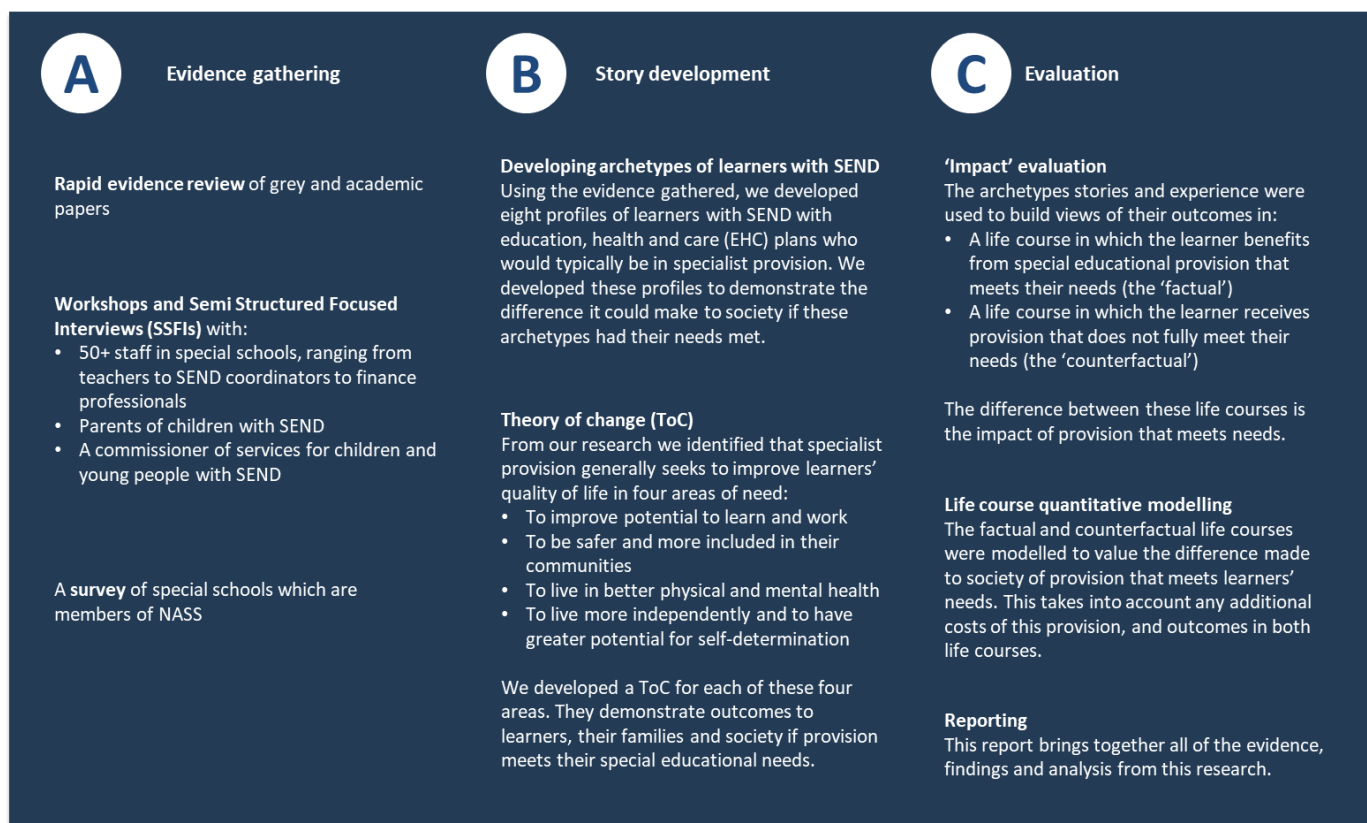 A
Evidence gathering
Rapid evidence review of grey and academic
papers
Workshops and Semi Structured Focused
Interviews (SSFIs) with:
• 50+ staff in special schools, ranging from
teachers to SEND coordinators to finance
professionals
• Parents of children with SEND
• A commissioner of services for children and
young people with SEND
A survey of special schools which are
members of NASS
B
Story development
Developing archetypes of learners with SEND
Using the evidence gathered, we developed
eight profiles of learners with SEND with
education, health and care (EHC) plans who
would typically be in specialist provision. We
developed these profiles to demonstrate the
difference it could make to society if these
archetypes had their needs met.
Theory of change (ToC)
From our research we identified that specialist
provision generally seeks to improve learners’
quality of life in four areas of need:
• To improve potential to learn and work
• To be safer and more included in their
communities
• To live in better physical and mental health
• To live more independently and to have
greater potential for self-determination
We developed a ToC for each of these four
areas. They demonstrate outcomes to
learners, their families and society if provision
meets their special educational needs.
C
Evaluation
‘Impact’ evaluation
The archetypes stories and experience were
used to build views of their outcomes in:
• A life course in which the learner benefits
from special educational provision that
meets their needs (the ‘factual’)
• A life course in which the learner receives
provision that does not fully meet their
needs (the ‘counterfactual’)
The difference between these life courses is
the impact of provision that meets needs.
Life course quantitative modelling
The factual and counterfactual life courses
were modelled to value the difference made
to society of provision that meets learners’
needs. This takes into account any additional
costs of this provision, and outcomes in both
life courses.
Reporting
This report brings together all of the evidence,
findings and analysis from this research.